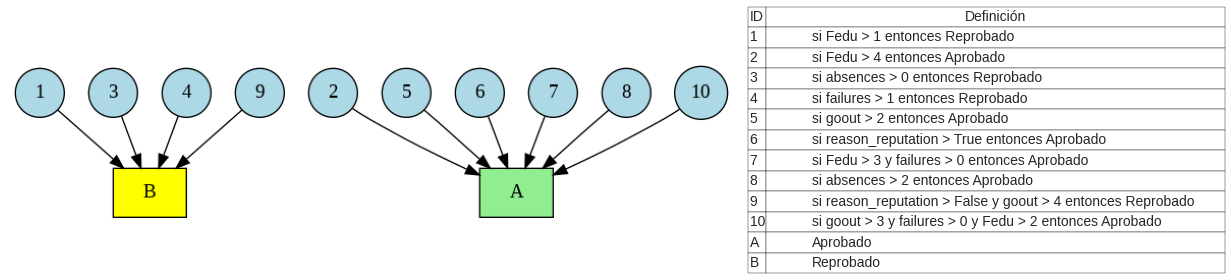 1 3 4 9 2 5 6 7 8 10
B A
ID Definición
1 si Fedu > 1 entonces Reprobado
2 si Fedu > 4 entonces Aprobado
3 si absences > 0 entonces Reprobado
4 si failures > 1 entonces Reprobado
5 si goout > 2 entonces Aprobado
6 si reason_reputation > True entonces Aprobado
7 si Fedu > 3 y failures > 0 entonces Aprobado
8 si absences > 2 entonces Aprobado
9 si reason_reputation > False y goout > 4 entonces Reprobado
10 si goout > 3 y failures > 0 y Fedu > 2 entonces Aprobado
A Aprobado
B Reprobado